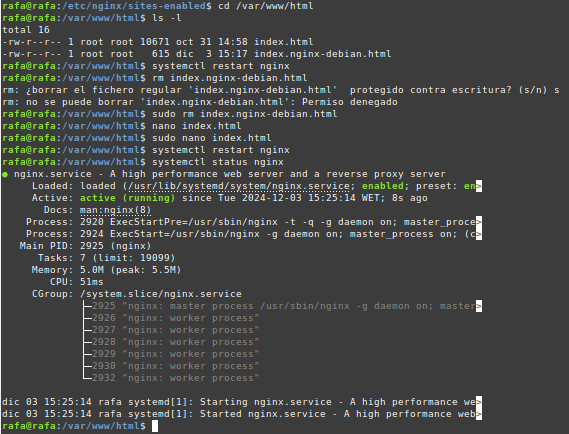 rafa@rafa:/etc/nginx/sites-enabled$ cd /var/www/html
rafa@rafa:/var/www/html$ ls -l
total 16
-rw-r--r-- 1 root root 10671 oct 31 14:58 index.html
-rw-r--r-- 1 root root   615 dic  3 15:17 index.nginx-debian.html
rafa@rafa:/var/www/html$ systemctl restart nginx
rafa@rafa:/var/www/html$ rm index.nginx-debian.html
rm: ¿borrar el fichero regular 'index.nginx-debian.html'  protegido contra escritura? (s/n) s
rm: no se puede borrar 'index.nginx-debian.html': Permiso denegado
rafa@rafa:/var/www/html$ sudo rm index.nginx-debian.html
rafa@rafa:/var/www/html$ nano index.html
rafa@rafa:/var/www/html$ sudo nano index.html
rafa@rafa:/var/www/html$ systemctl restart nginx
rafa@rafa:/var/www/html$ systemctl status nginx
● nginx.service - A high performance web server and a reverse proxy server
     Loaded: loaded (/usr/lib/systemd/system/nginx.service; enabled; preset: en>
     Active: active (running) since Tue 2024-12-03 15:25:14 WET; 8s ago
       Docs: man:nginx(8)
    Process: 2920 ExecStartPre=/usr/sbin/nginx -t -q -g daemon on; master_proce>
    Process: 2924 ExecStart=/usr/sbin/nginx -g daemon on; master_process on; (c>
   Main PID: 2925 (nginx)
      Tasks: 7 (limit: 19099)
     Memory: 5.0M (peak: 5.5M)
        CPU: 51ms
     CGroup: /system.slice/nginx.service
             ├─2925 "nginx: master process /usr/sbin/nginx -g daemon on; master>
             ├─2926 "nginx: worker process"
             ├─2927 "nginx: worker process"
             ├─2928 "nginx: worker process"
             ├─2929 "nginx: worker process"
             ├─2930 "nginx: worker process"
             └─2932 "nginx: worker process"
dic 03 15:25:14 rafa systemd[1]: Starting nginx.service - A high performance we>
dic 03 15:25:14 rafa systemd[1]: Started nginx.service - A high performance web>
rafa@rafa:/var/www/html$